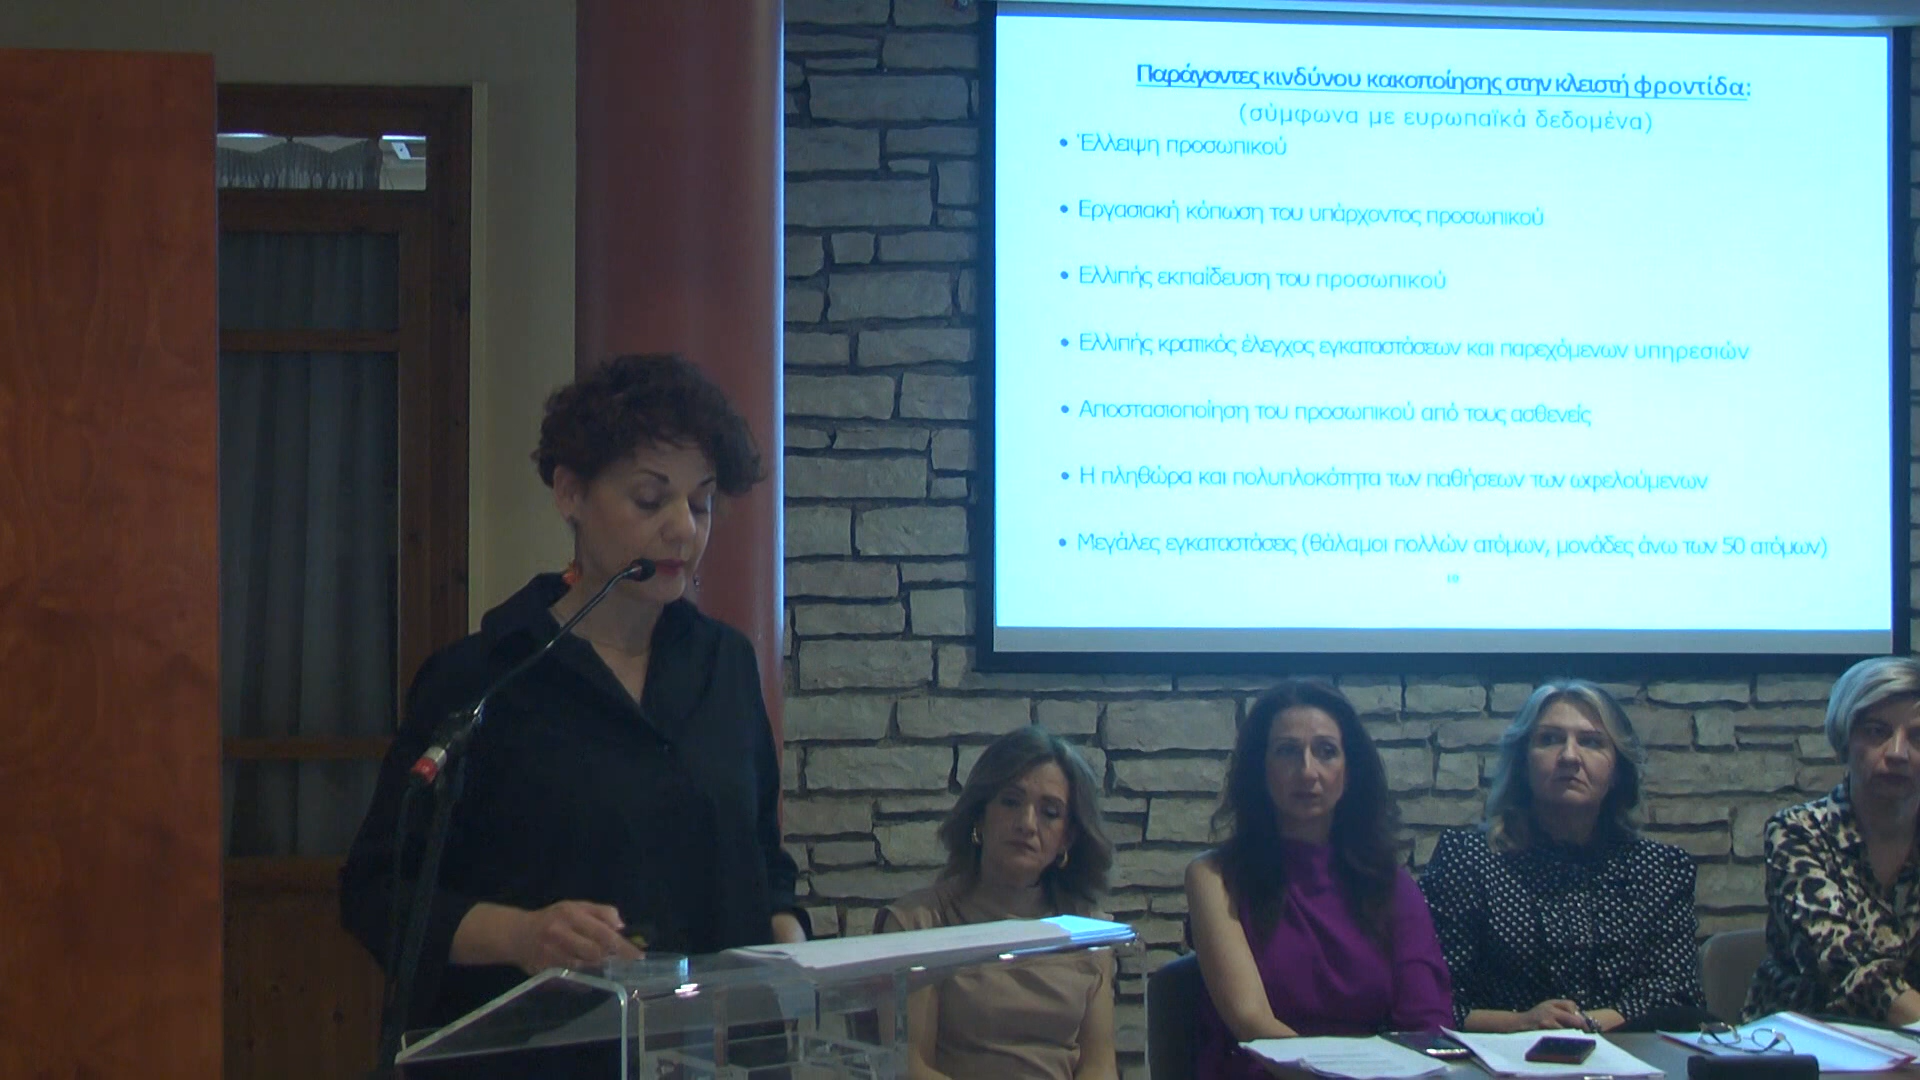 Παράγοντες κινδύνου κακοποίησης στην κλειστή φροντίδα:
(σύμφωνα με ευρωπαϊκά δεδομένα)
• Έλλειψη προσωπικού
• Εργασιακή κόπωση του υπάρχοντος προσωπικού
• Ελλιπής εκπαίδευση του προσωπικού
• Ελλιπής κρατικός έλεγχος εγκαταστάσεων και παρεχόμενων υπηρεσιών
• Αποστασιοποίηση του προσωπικού από τους ασθενείς
• Η πληθώρα και πολυπλοκότητα των παθήσεων των ωφελούμενων
• Μεγάλες εγκαταστάσεις (θάλαμοι πολλών ατόμων, μονάδες άνω των 50 ατόμων)